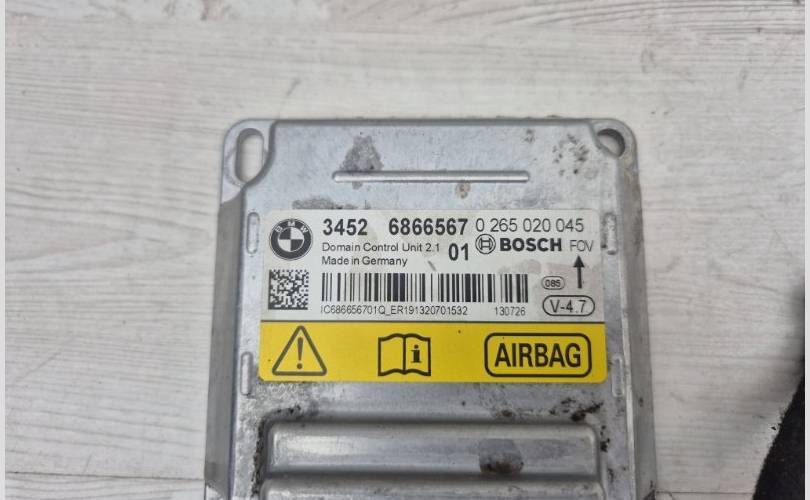 BMW
3452 6866567 0 265 020 045
Domain Control Unit 2.1 01 BOSCH FOV
Made in Germany
085
V-4.7
IC686656701Q_ER191320701532 130726
AIRBAG